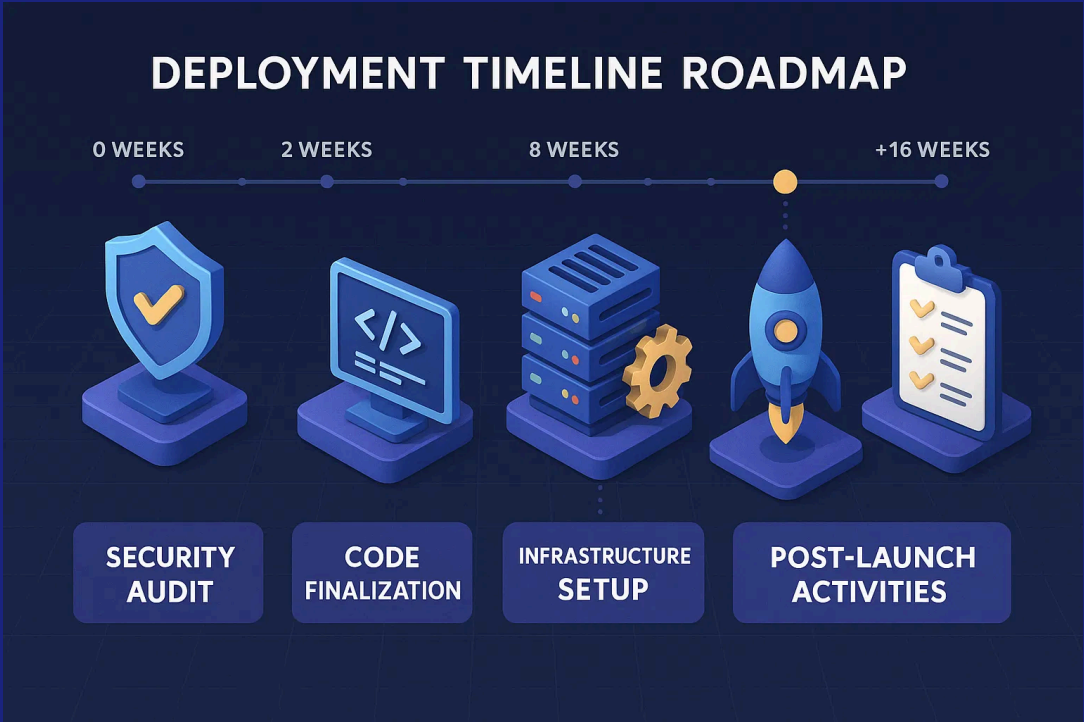 DEPLOYMENT TIMELINE ROADMAP
0 WEEKS 2 WEEKS 8 WEEKS +16 WEEKS
</>
SECURITY
AUDIT
CODE
FINALIZATION
INFRASTRUCTURE
SETUP
POST-LAUNCH
ACTIVITIES